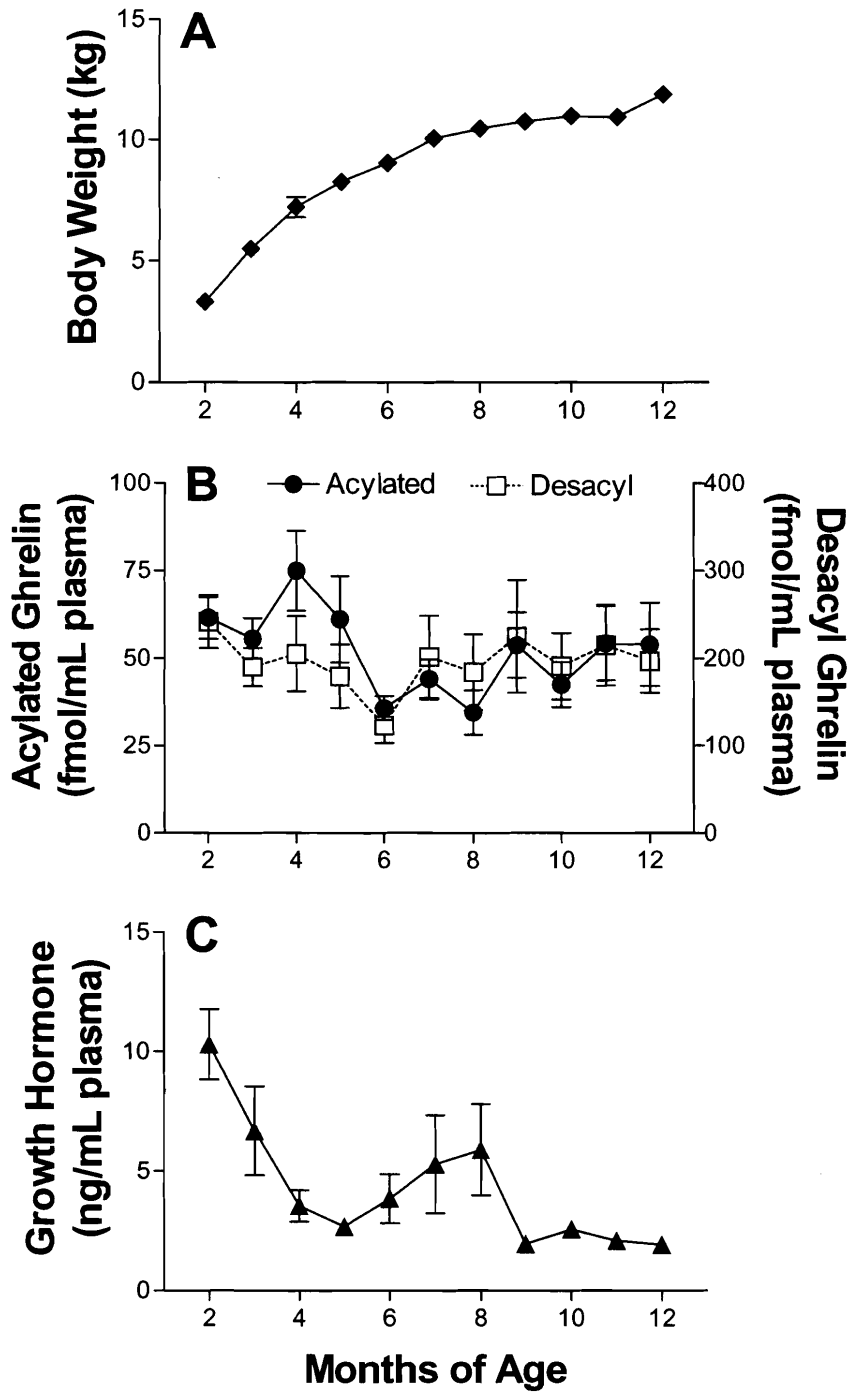 A
Body Weight (kg)
15
10
5
0
2 4 6 8 10 12
B
Acylated Desacyl
Acylated Ghrelin
(fmol/mL plasma)
100
75
50
25
0
400
300
200
100
0
Desacyl Ghrelin
(fmol/mL plasma)
2 4 6 8 10 12
C
Growth Hormone
(ng/mL plasma)
15
10
5
0
2 4 6 8 10 12
Months of Age